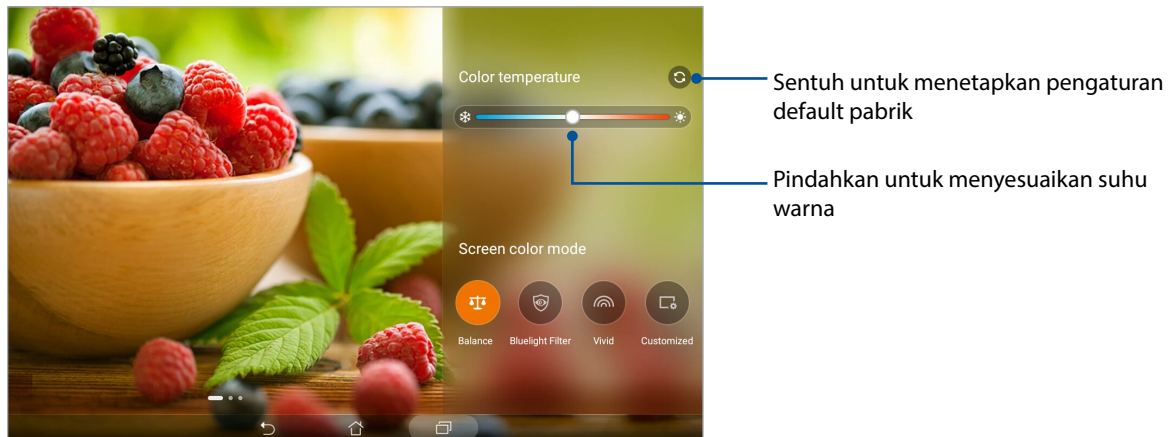 Color temperature
Sentuh untuk menetapkan pengaturan
default pabrik
Pindahkan untuk menyesuaikan suhu
warna
Screen color mode
Balance Bluelight Filter Vivid Customized